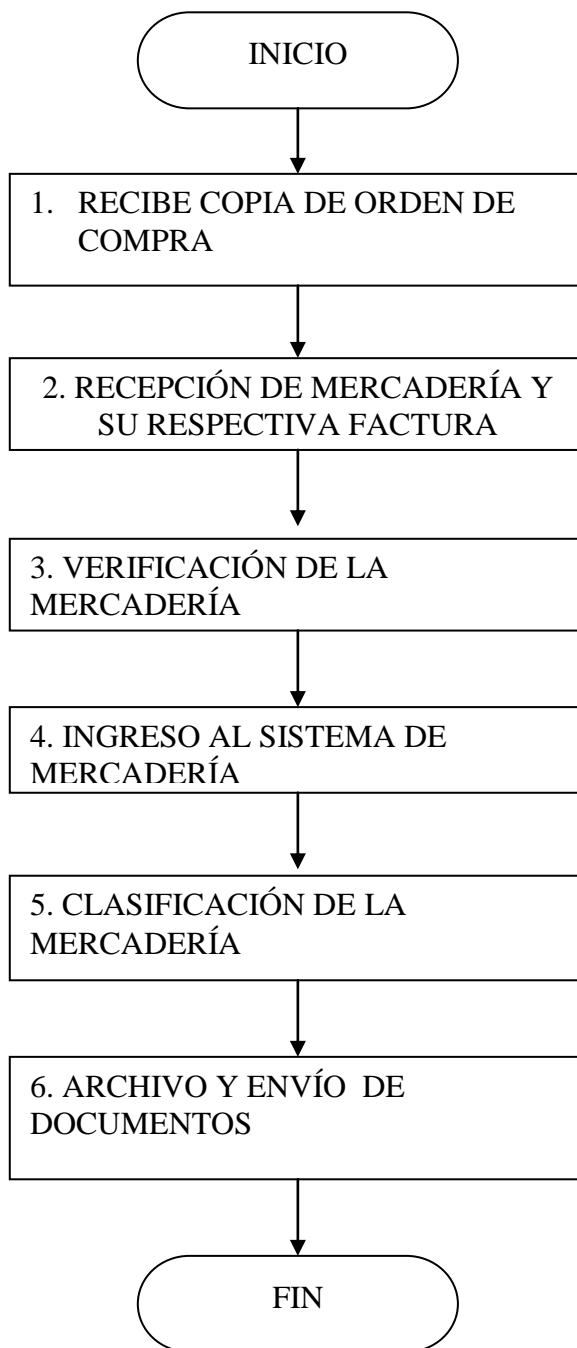 INICIO
1. RECIBE COPIA DE ORDEN DE
COMPRA
2. RECEPCIÓN DE MERCADERÍA Y
SU RESPECTIVA FACTURA
3. VERIFICACIÓN DE LA
MERCADERÍA
4. INGRESO AL SISTEMA DE
MERCADERÍA
5. CLASIFICACIÓN DE LA
MERCADERÍA
6. ARCHIVO Y ENVÍO  DE
DOCUMENTOS
FIN